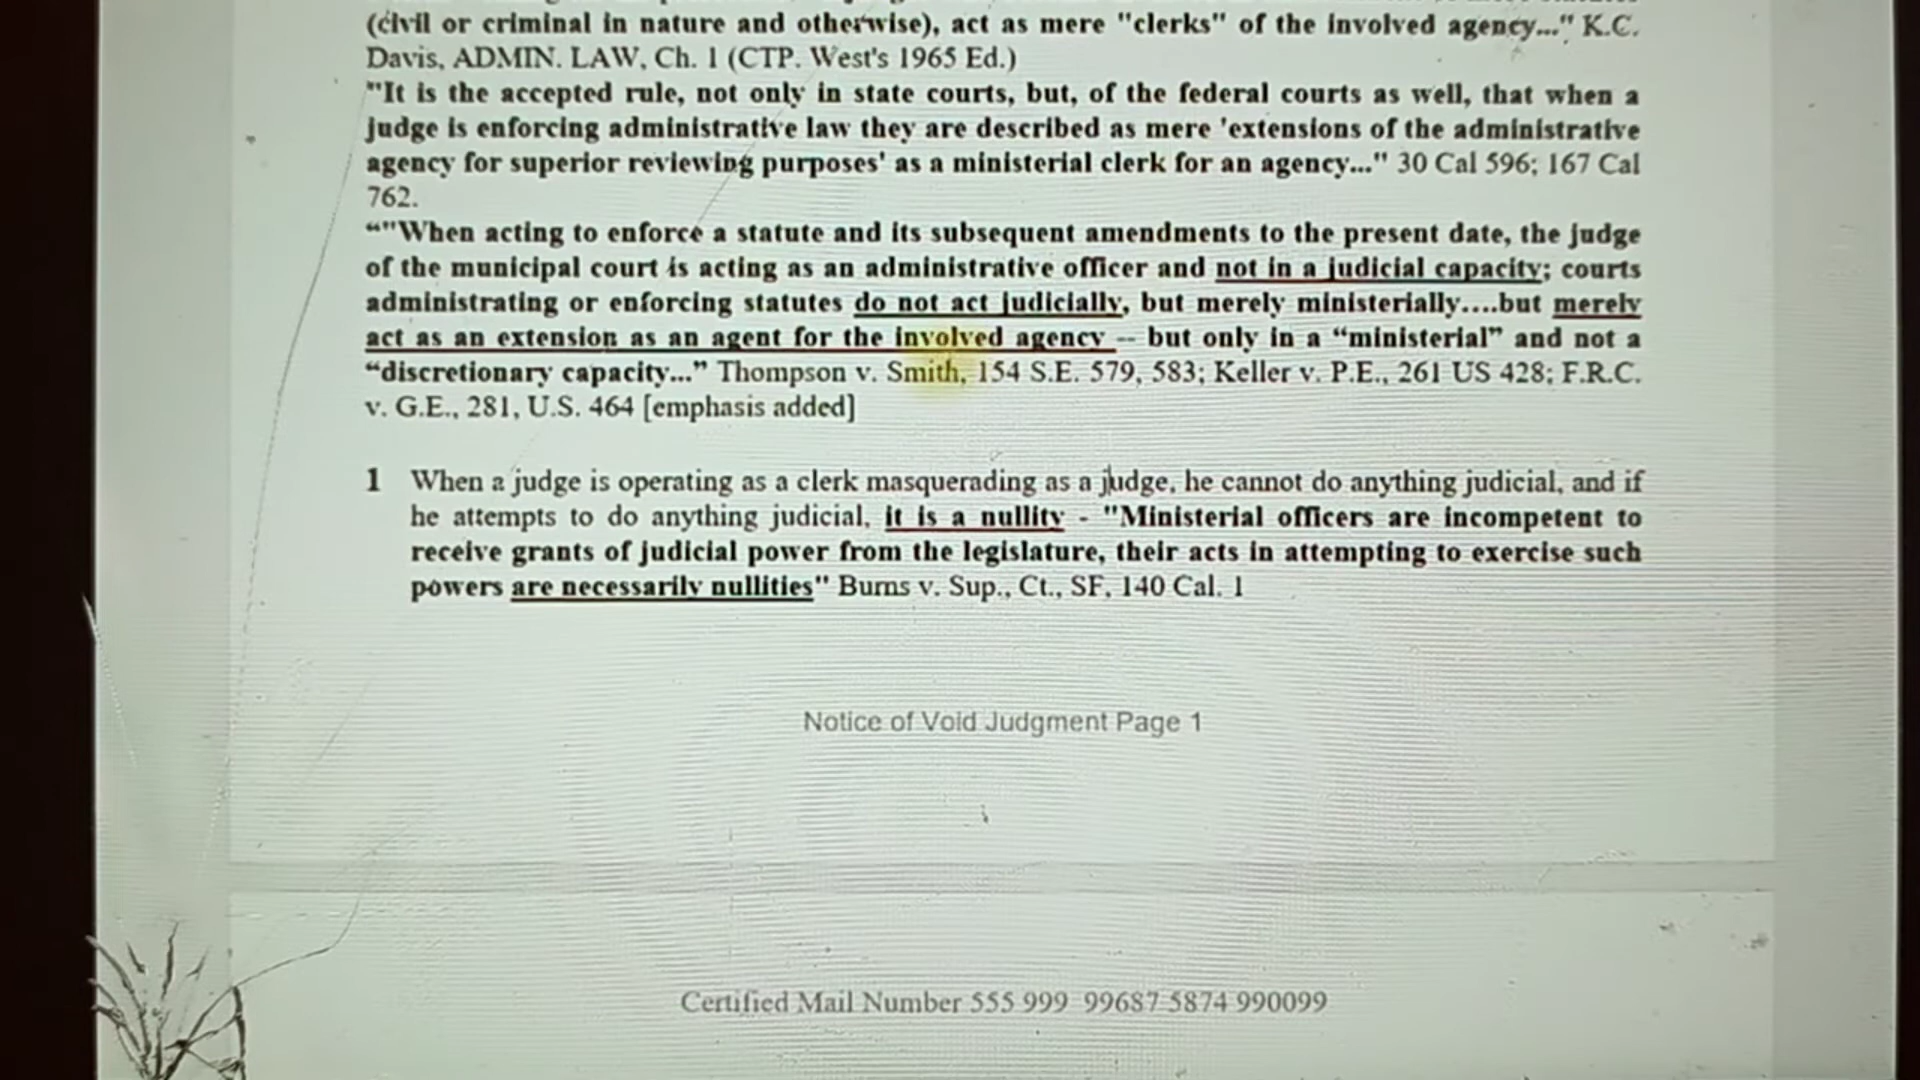 (civil or criminal in nature and otherwise), act as mere "clerks" of the involved agency..." K.C.
Davis, ADMIN. LAW, Ch. 1 (CTP. West's 1965 Ed.)
"It is the accepted rule, not only in state courts, but, of the federal courts as well, that when a
judge is enforcing administrative law they are described as mere 'extensions of the administrative
agency for superior reviewing purposes' as a ministerial clerk for an agency..." 30 Cal 596; 167 Cal
762.
“"When acting to enforce a statute and its subsequent amendments to the present date, the judge
of the municipal court is acting as an administrative officer and not in a judicial capacity; courts
administrating or enforcing statutes do not act judicially, but merely ministerially....but merely
act as an extension as an agent for the involved agency -- but only in a “ministerial” and not a
“discretionary capacity...” Thompson v. Smith, 154 S.E. 579, 583; Keller v. P.E., 261 US 428; F.R.C.
v. G.E., 281, U.S. 464 [emphasis added]
1 When a judge is operating as a clerk masquerading as a judge, he cannot do anything judicial, and if
he attempts to do anything judicial, it is a nullity - "Ministerial officers are incompetent to
receive grants of judicial power from the legislature, their acts in attempting to exercise such
powers are necessarily nullities" Burns v. Sup., Ct., SF, 140 Cal. 1
Notice of Void Judgment Page 1
Certified Mail Number 555 999 99687 5874 990099